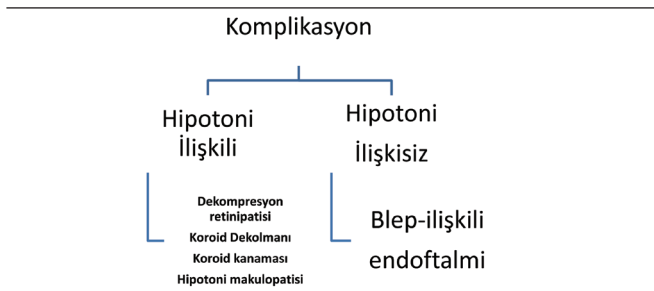 Komplikasyon
Hipotoni
İlişkili
Hipotoni
İlişkisiz
Dekompresyon
retinipatisi
Koroid Dekolmanı
Koroid kanaması
Hipotoni makulopatisi
Blep-ilişkili
endoftalmi